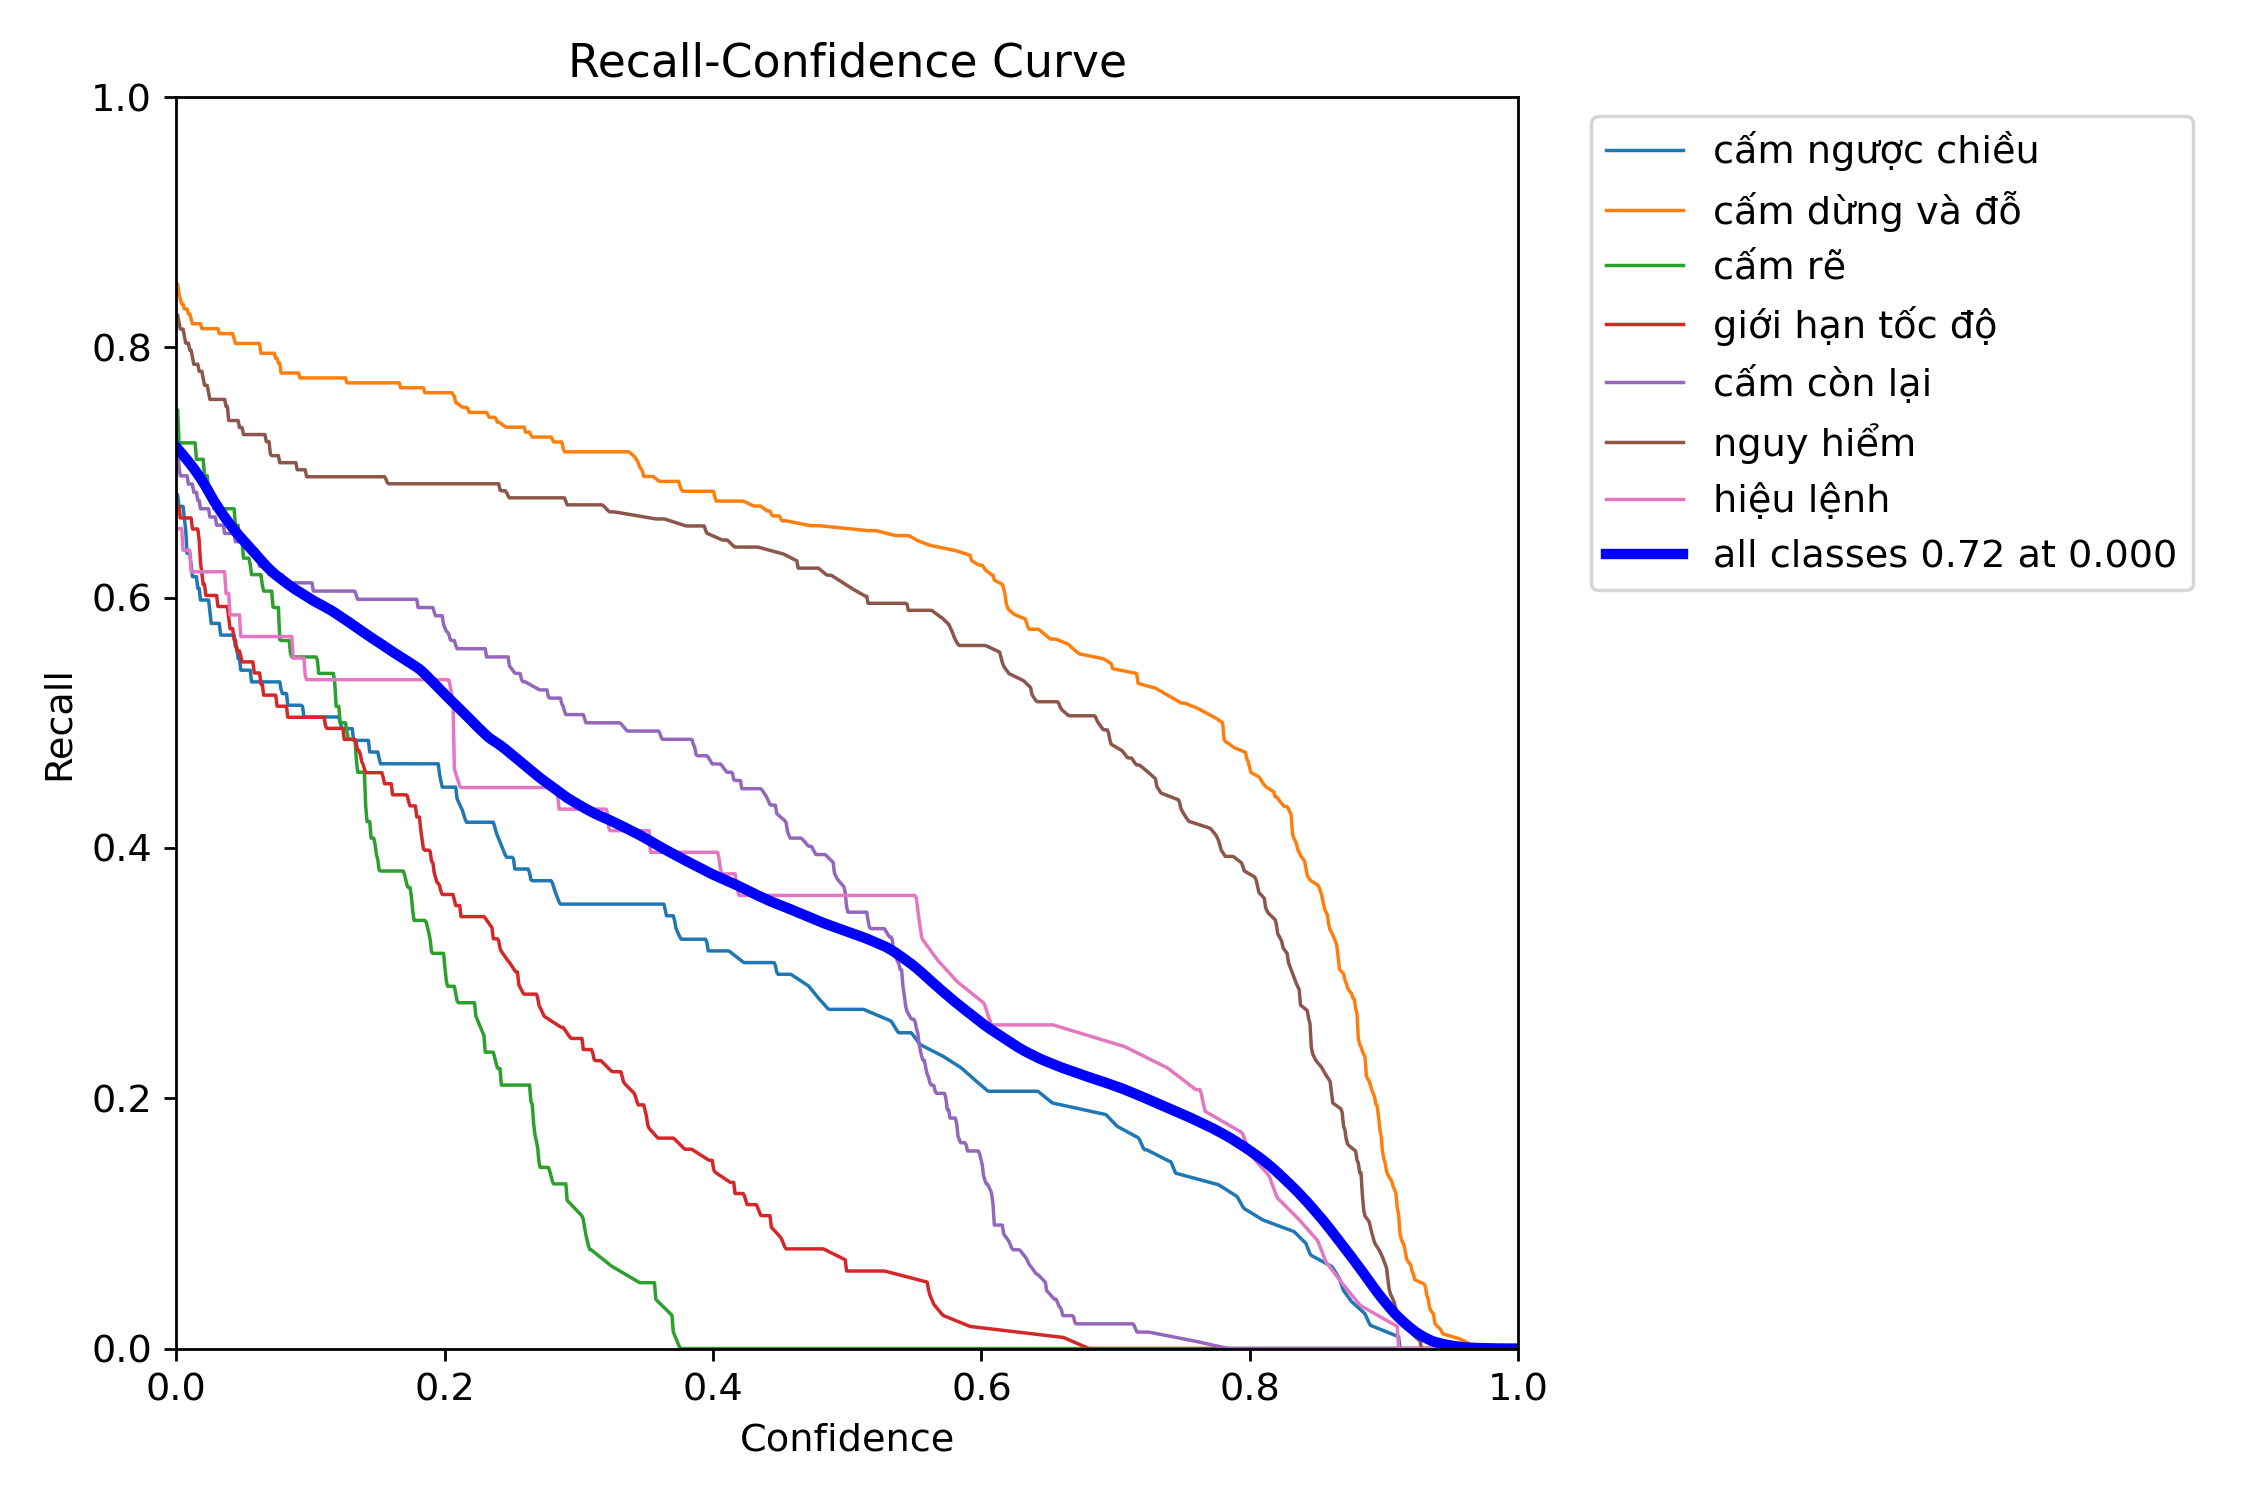 Recall-Confidence Curve
1.0
0.8
0.6
0.4
0.2
0.0
Recall
0.0 0.2 0.4 0.6 0.8 1.0
Confidence
cấm ngược chiều
cấm dừng và đỗ
cấm rẽ
giới hạn tốc độ
cấm còn lại
nguy hiểm
hiệu lệnh
all classes 0.72 at 0.000